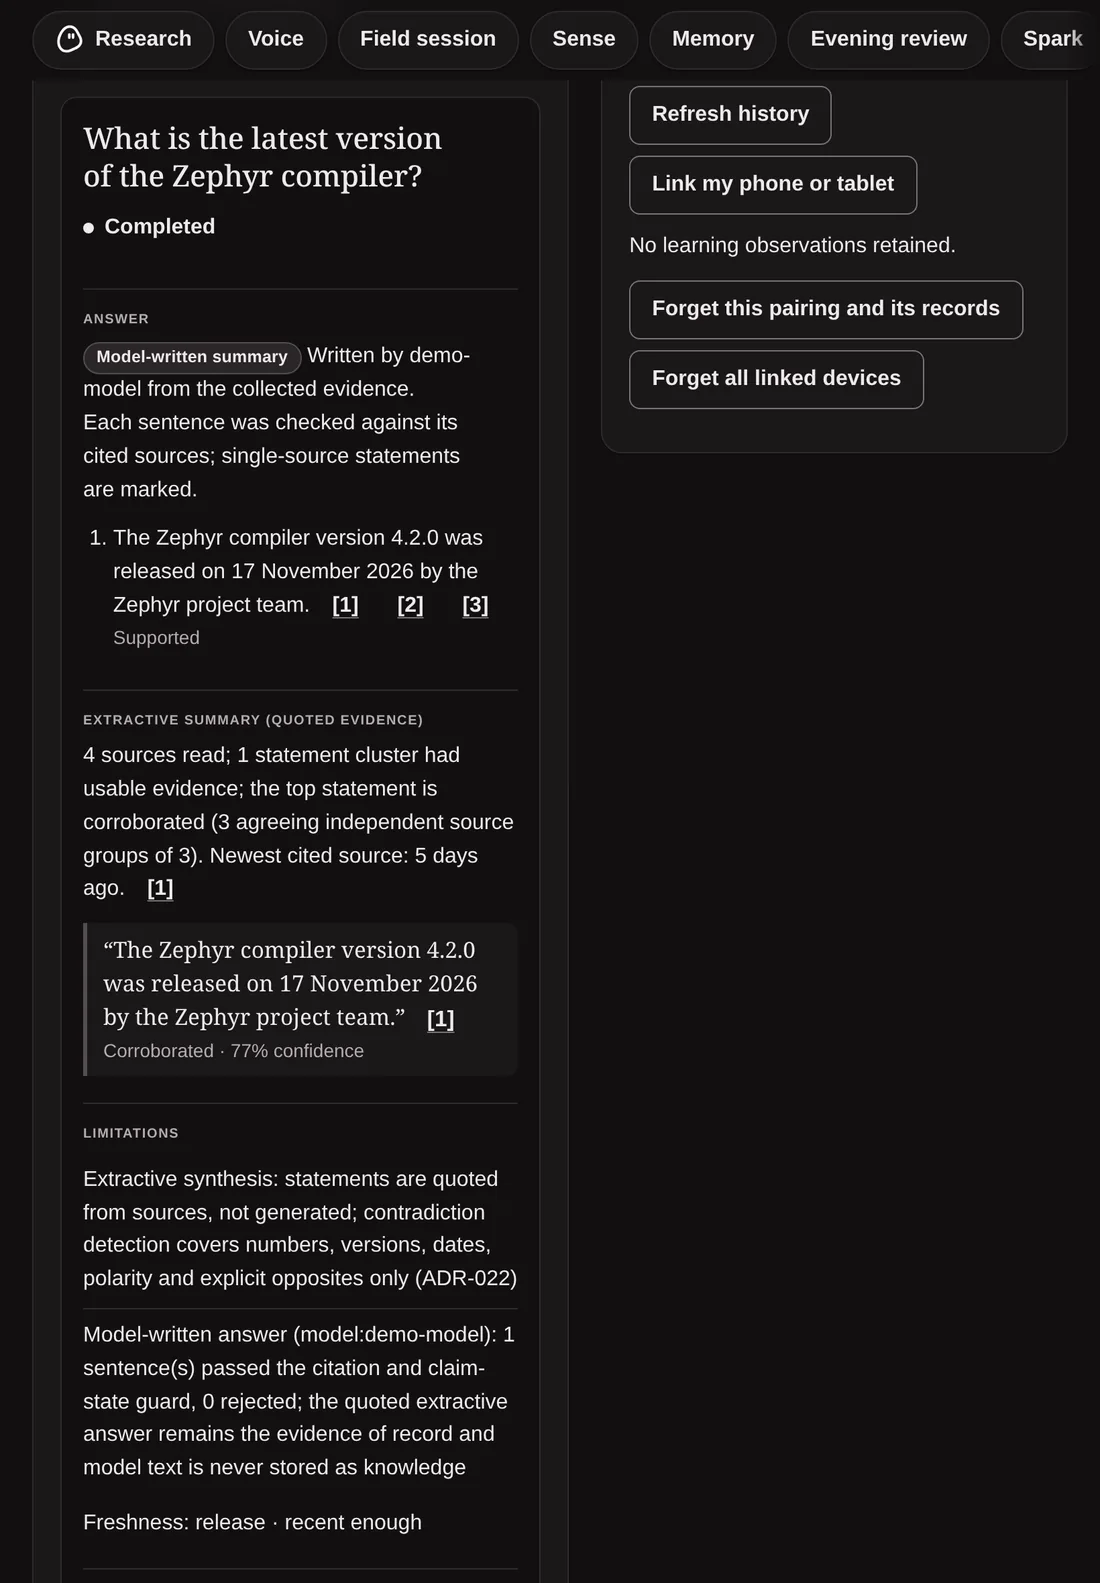 Research
Voice
Field session
Sense
Memory
Evening review
Spark
What is the latest version
of the Zephyr compiler?
Completed
ANSWER
Model-written summary Written by demo-
model from the collected evidence.
Each sentence was checked against its
cited sources; single-source statements
are marked.
1. The Zephyr compiler version 4.2.0 was
released on 17 November 2026 by the
Zephyr project team. [1] [2] [3]
Supported
EXTRACTIVE SUMMARY (QUOTED EVIDENCE)
4 sources read; 1 statement cluster had
usable evidence; the top statement is
corroborated (3 agreeing independent source
groups of 3). Newest cited source: 5 days
ago. [1]
“The Zephyr compiler version 4.2.0
was released on 17 November 2026
by the Zephyr project team.” [1]
Corroborated · 77% confidence
LIMITATIONS
Extractive synthesis: statements are quoted
from sources, not generated; contradiction
detection covers numbers, versions, dates,
polarity and explicit opposites only (ADR-022)
Model-written answer (model:demo-model): 1
sentence(s) passed the citation and claim-
state guard, 0 rejected; the quoted extractive
answer remains the evidence of record and
model text is never stored as knowledge
Freshness: release · recent enough
Refresh history
Link my phone or tablet
No learning observations retained.
Forget this pairing and its records
Forget all linked devices